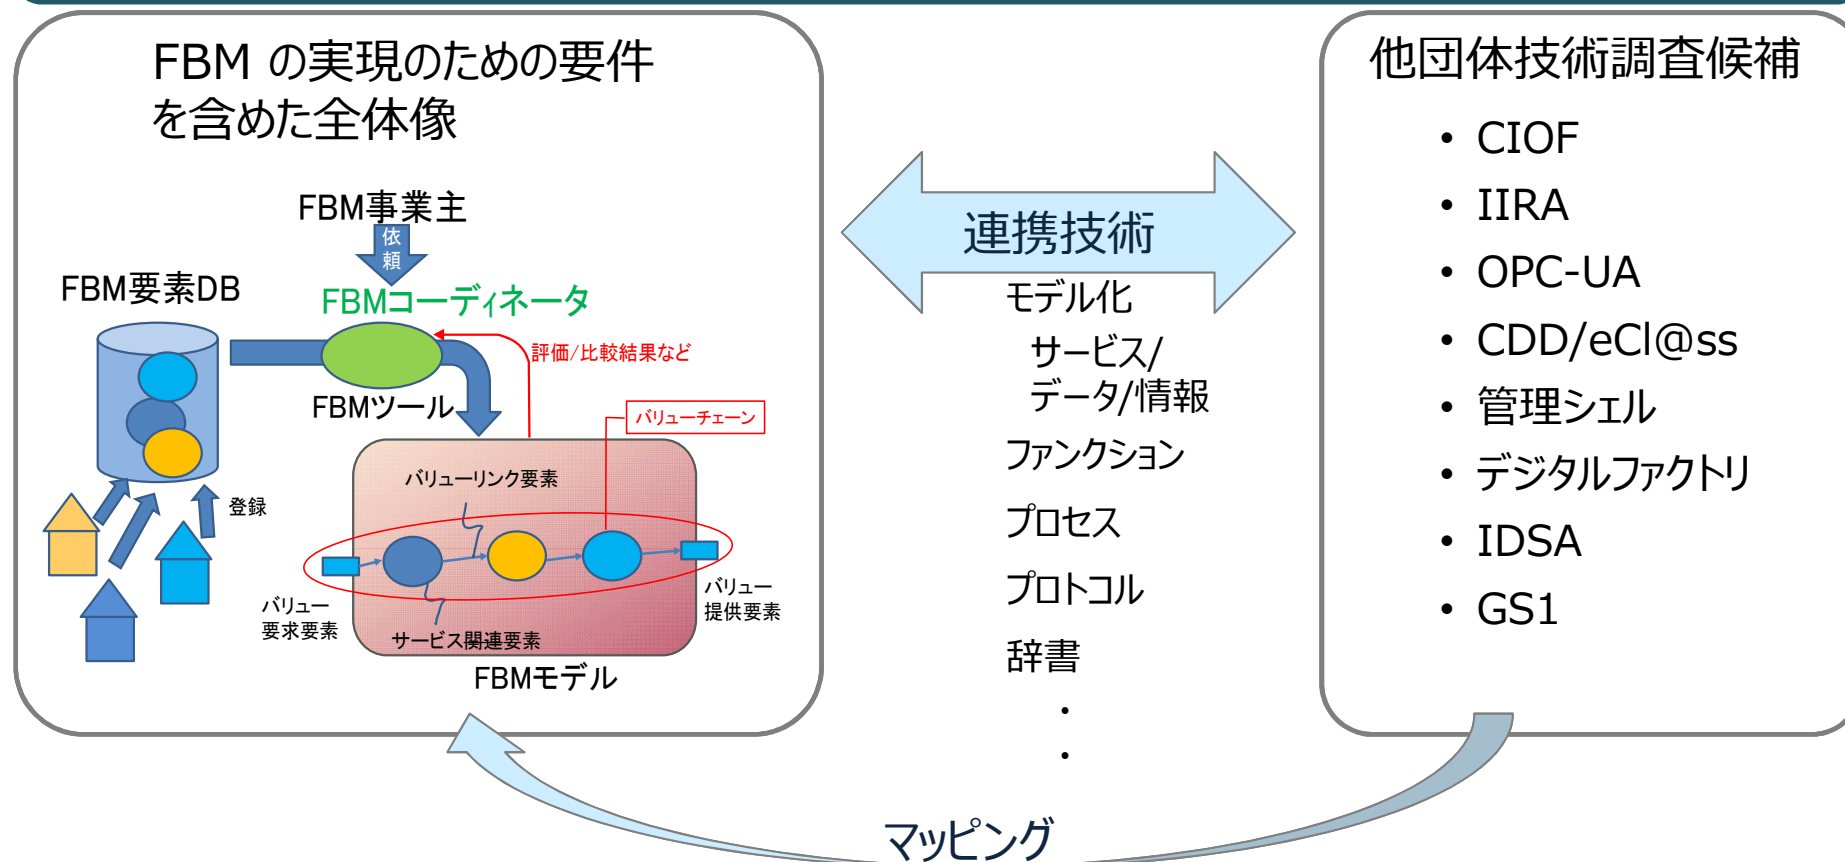 FBM の実現のための要件
を含めた全体像
FBM事業主
依
頼
FBM要素DB
FBMコーディネータ
評価/比較結果など
FBMツール
バリューチェーン
バリューリンク要素
登録
バリュー
要求要素
サービス関連要素
バリュー
提供要素
FBMモデル
連携技術
モデル化
サービス/
データ/情報
ファンクション
プロセス
プロトコル
辞書
・
・
マッピング
他団体技術調査候補
• CIOF
• IIRA
• OPC-UA
• CDD/eCl@ss
• 管理シェル
• デジタルファクトリ
• IDSA
• GS1